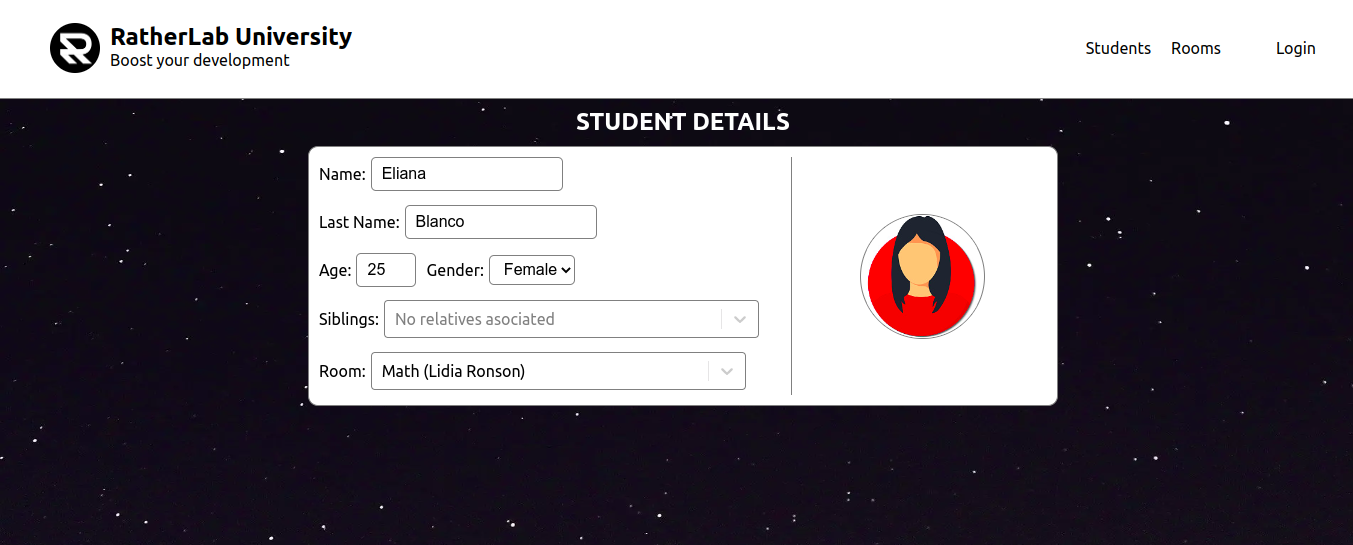 RatherLab University
Boost your development
Students Rooms Login
STUDENT DETAILS
Name: Eliana
Last Name: Blanco
Age: 25 Gender: Female
Siblings: No relatives asociated
Room: Math (Lidia Ronson)